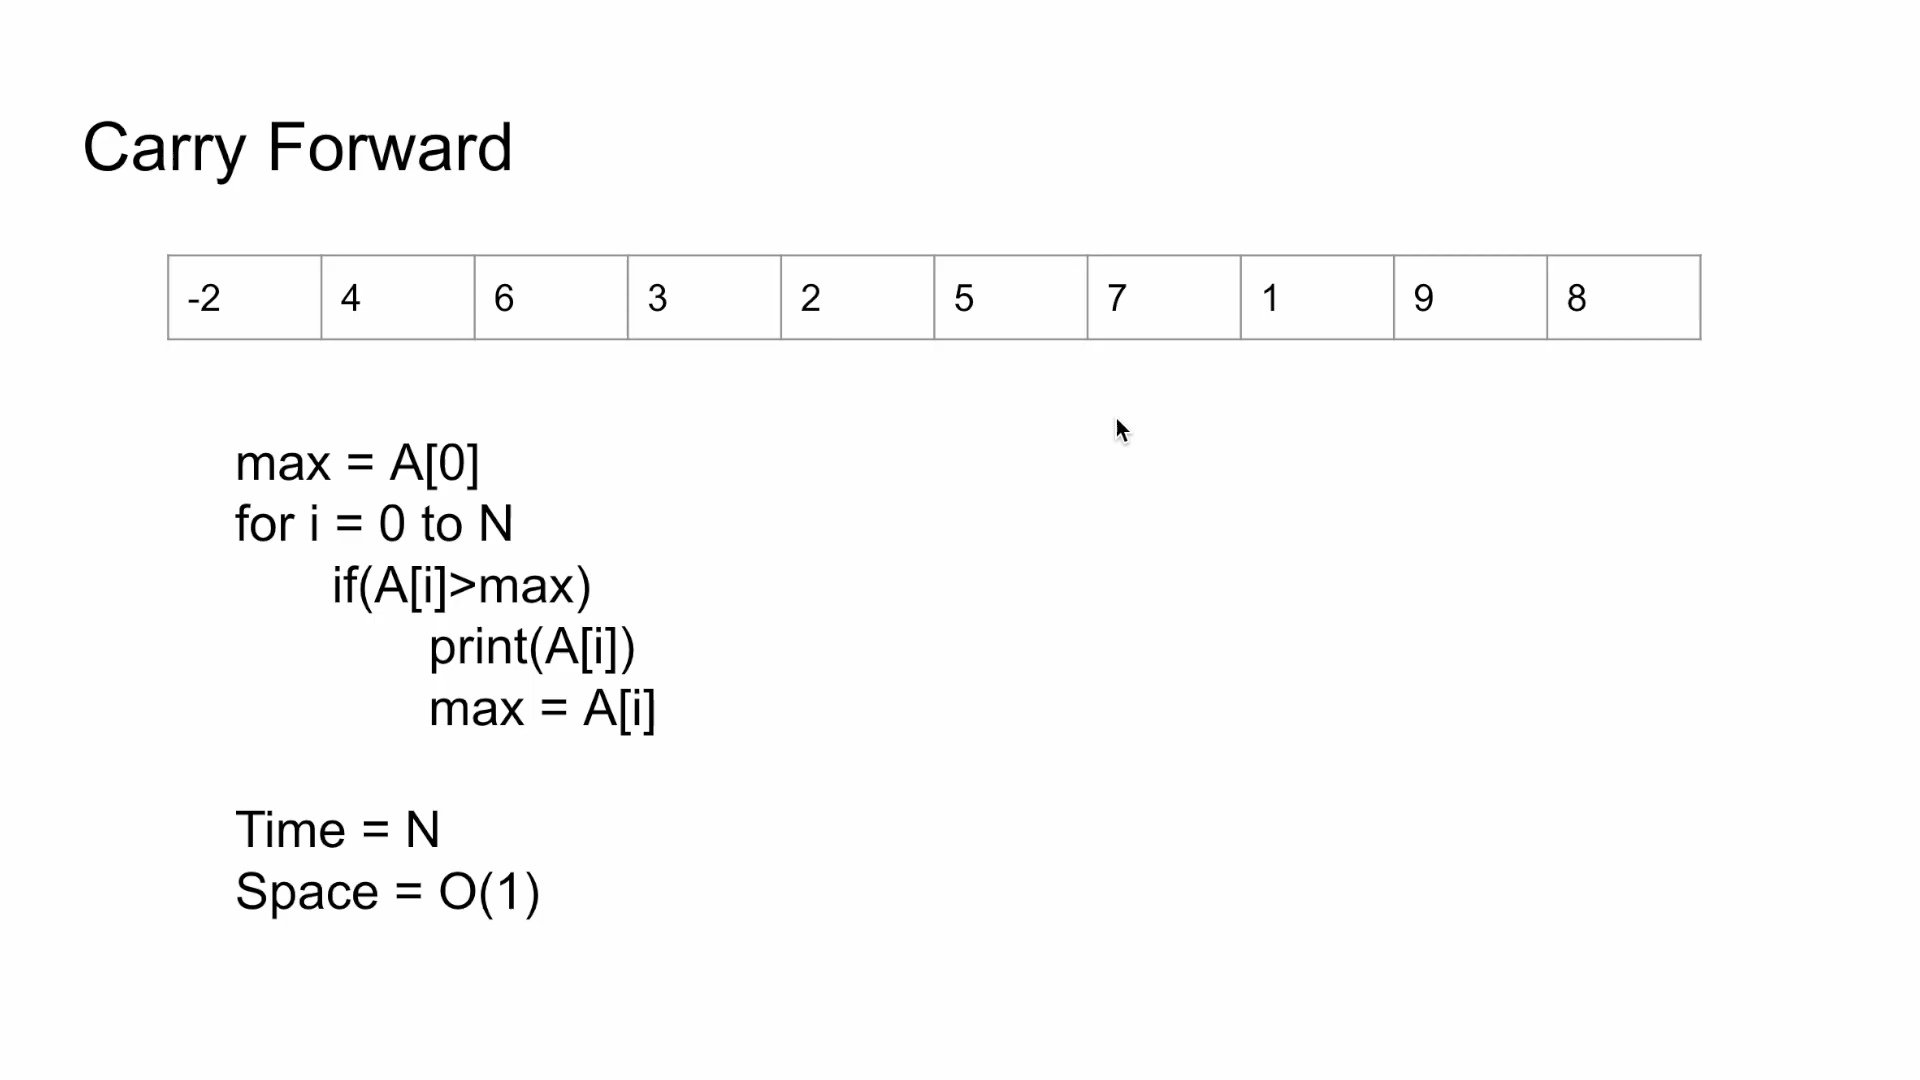 Carry Forward
-2 4 6 3 2 5 7 1 9 8
max = A[0]
for i = 0 to N
if(A[i]>max)
print(A[i])
max = A[i]
Time = N
Space = O(1)